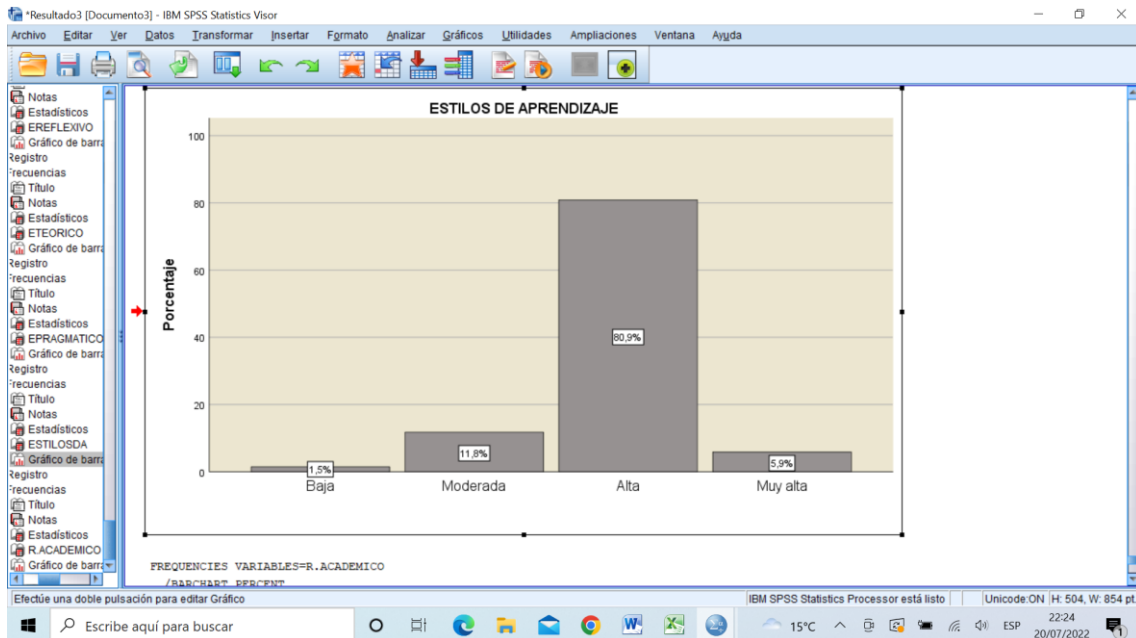 *Resultado3 [Documento3] - IBM SPSS Statistics Visor
Archivo Editar Ver Datos Transformar Insertar Formato Analizar Gráficos Utilidades Ampliaciones Ventana Ayuda
Notas
Estadísticos
EREFLEXIVO
Gráfico de barra
Registro
Frecuencias
Título
Notas
Estadísticos
ETEORICO
Gráfico de barra
Registro
Frecuencias
Título
Notas
Estadísticos
EPRAGMATICO
Gráfico de barra
Registro
Frecuencias
Título
Notas
Estadísticos
ESTILOSDA
Gráfico de barra
Registro
Frecuencias
Título
Notas
Estadísticos
R.ACADEMICO
Gráfico de barra
ESTILOS DE APRENDIZAJE
Porcentaje
100
80
60
40
20
0
1,5%
11,8%
80,9%
5,9%
Baja Moderada Alta Muy alta
FREQUENCIES VARIABLES=R.ACADEMICO
/BARCHART PERCENT
Efectúe una doble pulsación para editar Gráfico
IBM SPSS Statistics Processor está listo
Unicode:ON H: 504, W: 854 pt.
Escribe aquí para buscar
15°C
ESP
22:24
20/07/2022